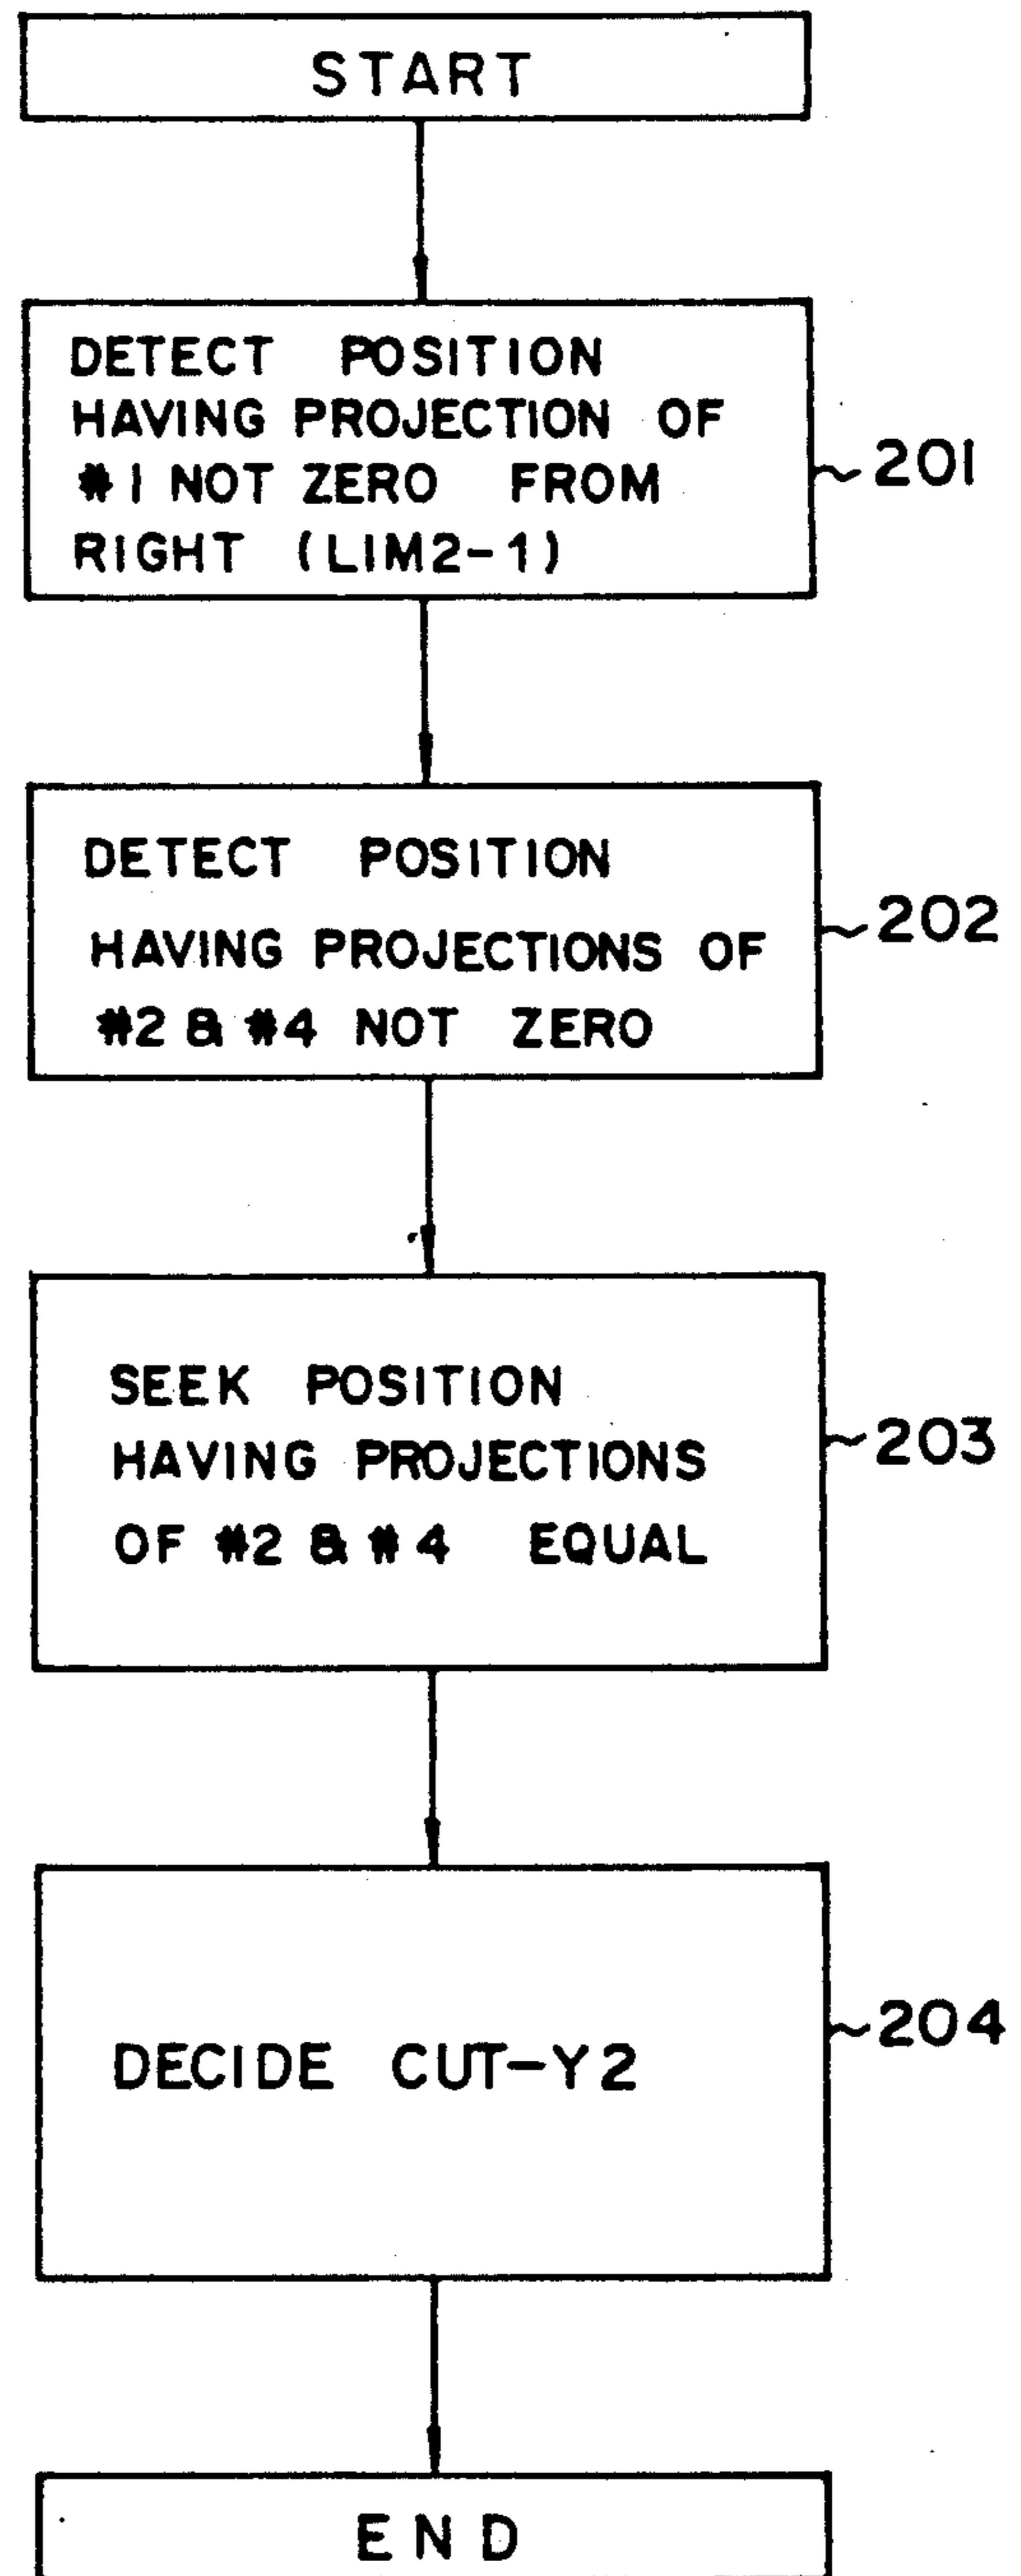 START
DETECT POSITION
HAVING PROJECTION OF
#1 NOT ZERO FROM
RIGHT (LIM2-1)
201
DETECT POSITION
HAVING PROJECTIONS OF
#2 & #4 NOT ZERO
202
SEEK POSITION
HAVING PROJECTIONS
OF #2 & #4 EQUAL
203
DECIDE CUT-Y2
204
END